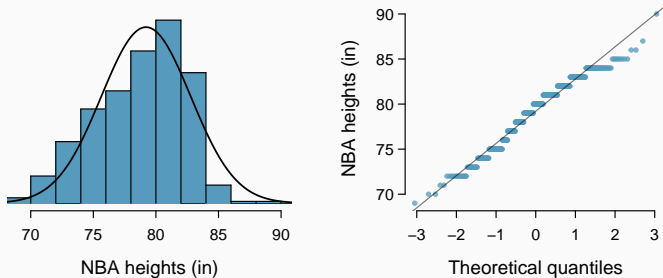 70 75 80 85 90
NBA heights (in)
NBA heights (in)
90
85
80
75
70
−3 −2 −1 0 1 2 3
Theoretical quantiles